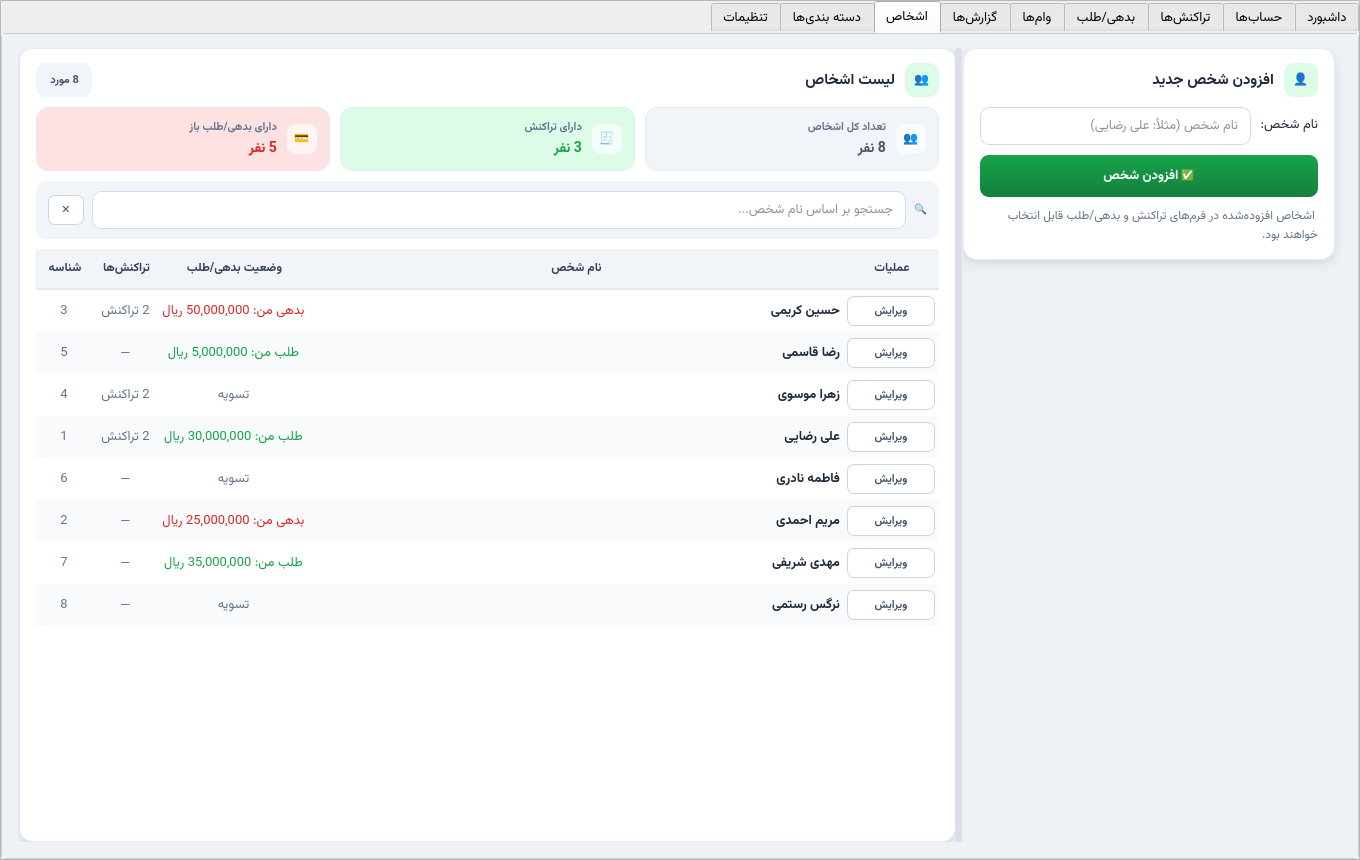 داشبورد
حساب‌ها
تراکنش‌ها
بدهی/طلب
وام‌ها
گزارش‌ها
اشخاص
دسته بندی‌ها
تنظیمات
افزودن شخص جدید
نام شخص:
نام شخص (مثلاً: علی رضایی)
✅ افزودن شخص
اشخاص افزوده‌شده در فرم‌های تراکنش و بدهی/طلب قابل انتخاب
خواهند بود.
لیست اشخاص
8 مورد
تعداد کل اشخاص
8 نفر
دارای تراکنش
3 نفر
دارای بدهی/طلب باز
5 نفر
جستجو بر اساس نام شخص...
✕
عملیات نام شخص وضعیت بدهی/طلب تراکنش‌ها شناسه
ویرایش حسین کریمی بدهی من: 50,000,000 ریال 2 تراکنش 3
ویرایش رضا قاسمی طلب من: 5,000,000 ریال — 5
ویرایش زهرا موسوی تسویه 2 تراکنش 4
ویرایش علی رضایی طلب من: 30,000,000 ریال 2 تراکنش 1
ویرایش فاطمه نادری تسویه — 6
ویرایش مریم احمدی بدهی من: 25,000,000 ریال — 2
ویرایش مهدی شریفی طلب من: 35,000,000 ریال — 7
ویرایش نرگس رستمی تسویه — 8